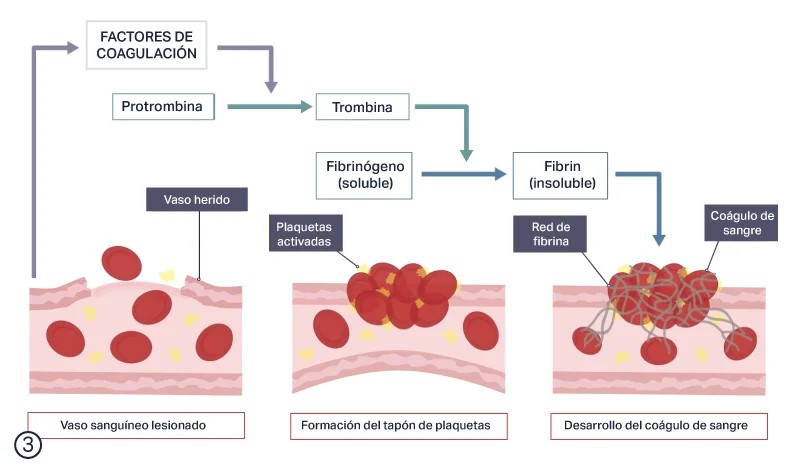 FACTORES DE
COAGULACIÓN
Protrombina
Trombina
Fibrinógeno
(soluble)
Fibrin
(insoluble)
Vaso herido
Plaquetas
activadas
Red de
fibrina
Coágulo de
sangre
Vaso sanguíneo lesionado
Formación del tapón de plaquetas
Desarrollo del coágulo de sangre
3